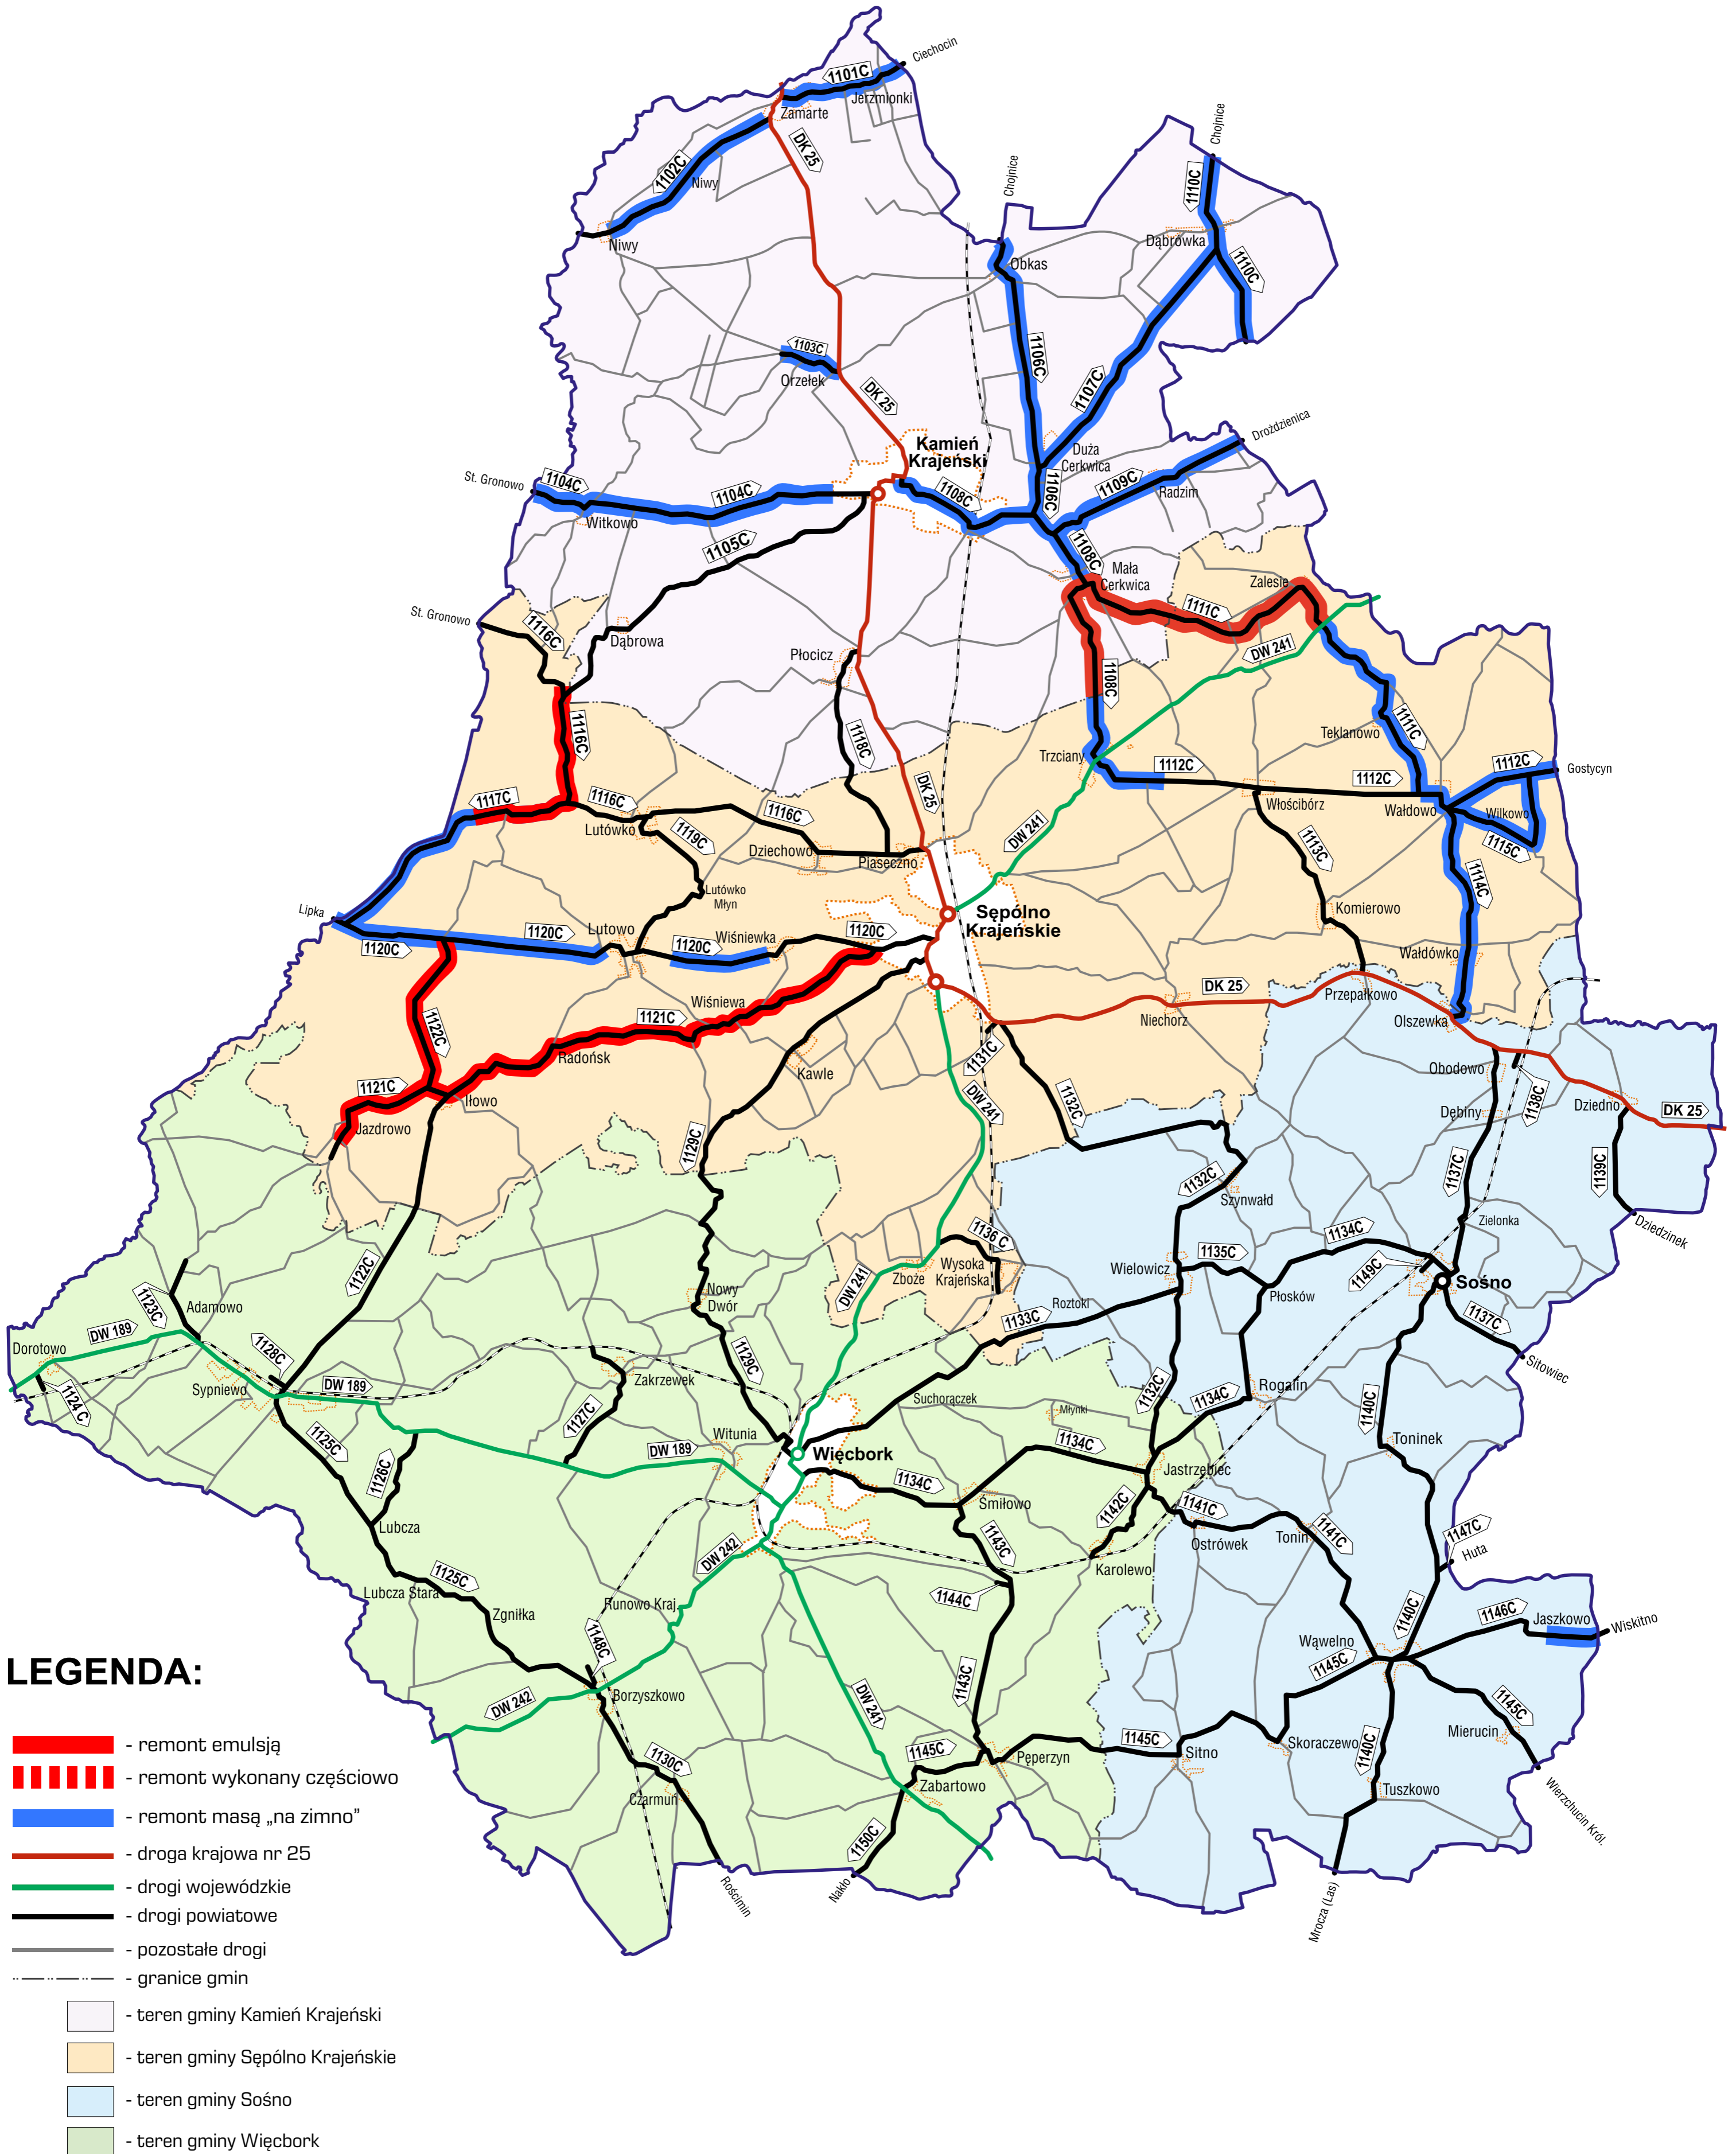 Ciechocin
1101C
Jerzmionki
Zamarte
DK 25
1102C
Niwy
Niwy
Chojnice
Chojnice
1110C
Dąbrówka
1110C
Obkas
1103C
Orzełek
DK 25
1106C
1107C
Kamień
Krajeński
Duża
Cerkwica
Drożdzienica
St. Gronowo
1104C
1104C
Witkowo
1108C
1106C
1109C
Radzim
1105C
1108C
Mała
Cerkwica
Zalesie
1111C
St. Gronowo
1116C
Dąbrowa
Płocicz
DW 241
1108C
1116C
1118C
Teklanowo
1111C
Trzciany
1112C
1112C
1112C
Gostycyn
DK 25
1117C
1116C
1116C
Lutówko
1119C
Dziechowo
Piaseczno
DW 241
Włościbórz
Wałdowo
Wilkowo
1115C
1113C
1114C
Lutówko
Młyn
Lipka
Sępólno
Krajeńskie
Komierowo
1120C
1120C
Lutowo
1120C
Wiśniewka
1120C
Wałdówko
DK 25
Przepałkowo
Niechorz
Olszewka
Wiśniewa
1121C
1122C
Radońsk
Kawle
1131C
1132C
Obodowo
1138C
Dziedno
DK 25
1121C
Iłowo
Jazdrowo
DW 241
Dębiny
1129C
1137C
1139C
1132C
Szynwałd
Zielonka
Dziedzinek
1136 C
1134C
1135C
1122C
Zboże
Wysoka
Krajeńska
Wielowicz
1149C
Sośno
1123C
Adamowo
Nowy
Dwór
DW 241
Roztoki
1133C
Płosków
1137C
DW 189
Dorotowo
1128C
1129C
Sitowiec
Sypniewo
DW 189
Zakrzewek
1124 C
Suchorączek
Młynki
1132C
1134C
Rogalin
1140C
1125C
1127C
Witunia
DW 189
Więcbork
1134C
Toninek
1126C
1134C
Jastrzębiec
Śmiłowo
1142C
1141C
1141C
Lubcza
Ostrówek
Tonin
1143C
1147C
Huta
DW 242
Karolewo
1125C
Lubcza Stara
1144C
Zgniłka
Runowo Kraj.
1140C
1146C
Jaszkowo
Wiskitno
1148C
Wąwelno
1145C
1143C
Borzyszkowo
DW 242
DW 241
1145C
Mierucin
1145C
1145C
1130C
Pęperzyn
Sitno
Skoraczewo
1140C
Zabartowo
Czarmuń
Tuszkowo
Wierzchucin Król.
1150C
Rościmin
Nakło
Mrocza (Las)
LEGENDA:
- remont emulsją
- remont wykonany częściowo
- remont masą „na zimno”
- droga krajowa nr 25
- drogi wojewódzkie
- drogi powiatowe
- pozostałe drogi
- granice gmin
- teren gminy Kamień Krajeński
- teren gminy Sępólno Krajeńskie
- teren gminy Sośno
- teren gminy Więcbork